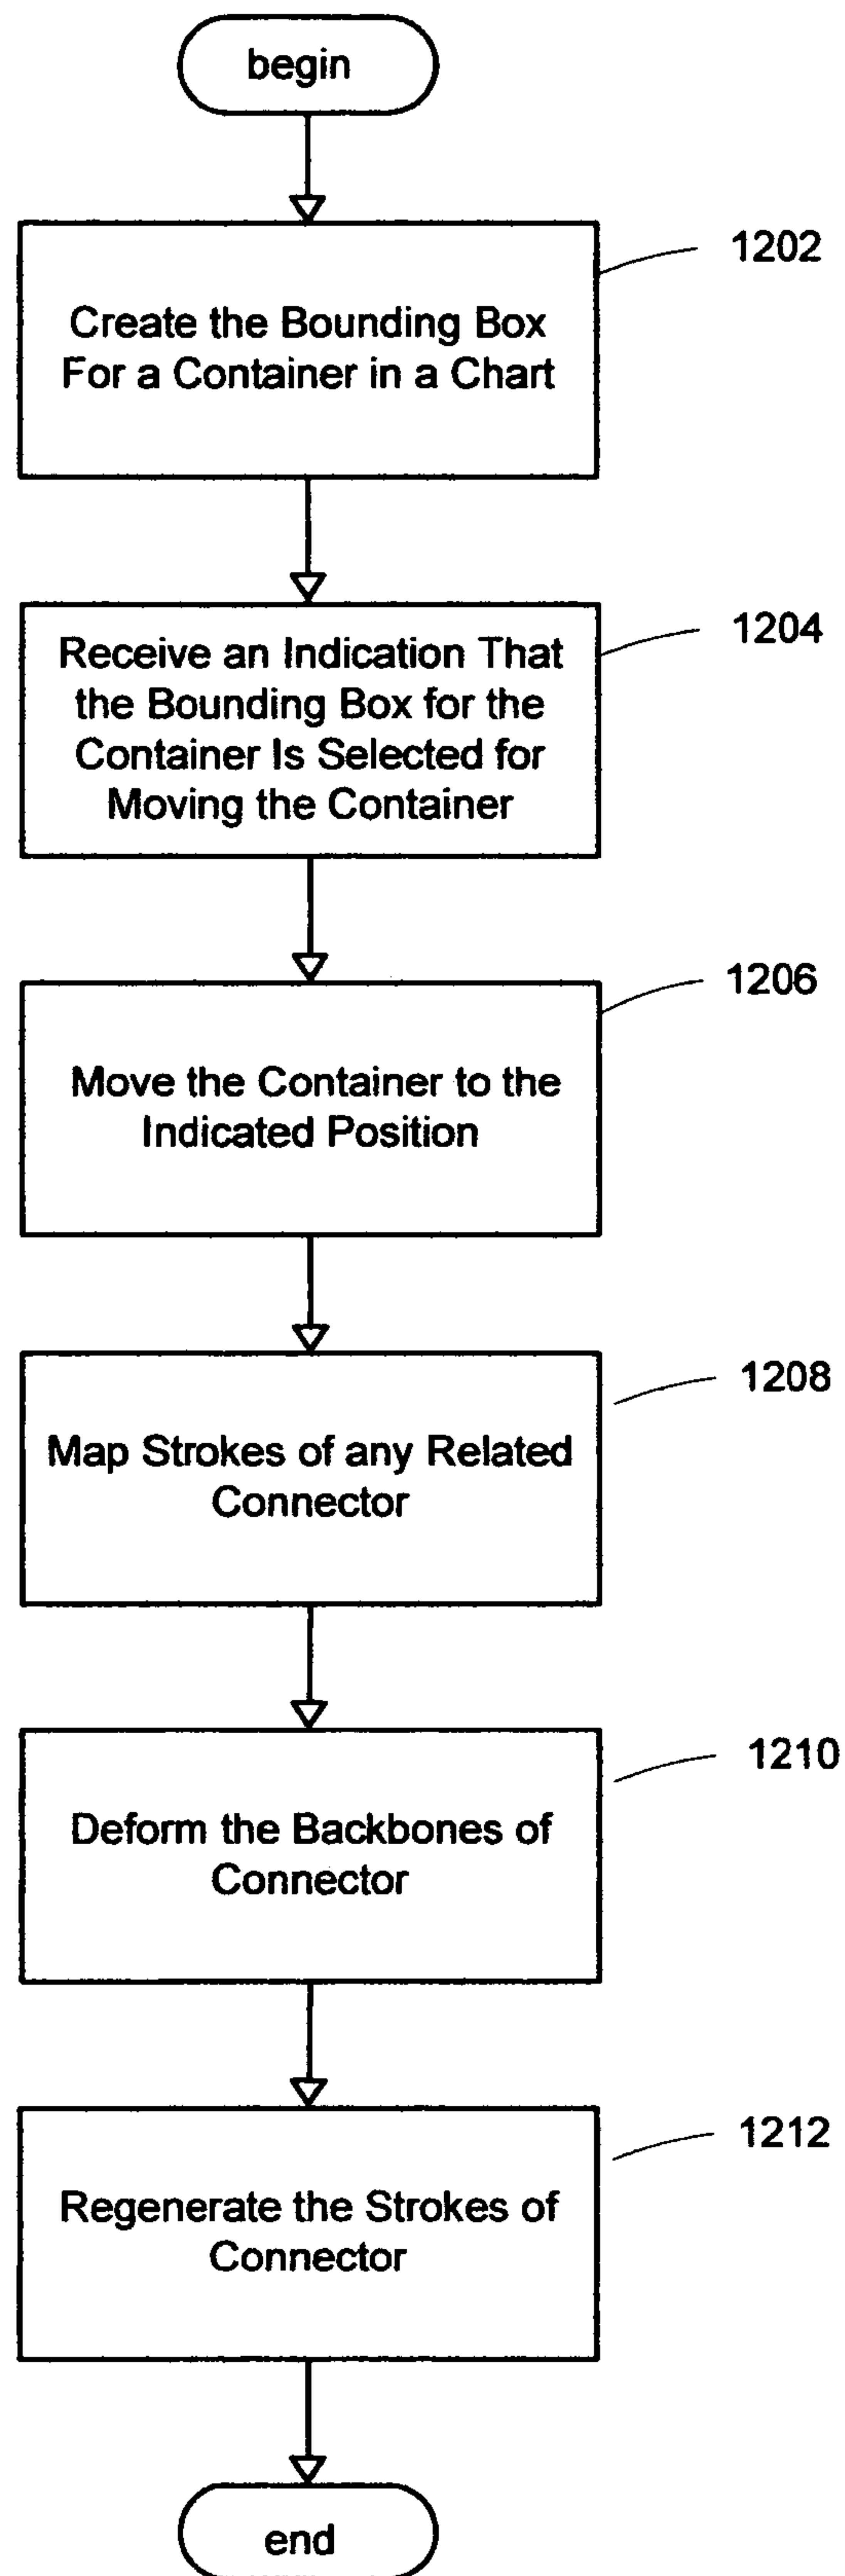 begin
1202
Create the Bounding Box
For a Container in a Chart
1204
Receive an Indication That
the Bounding Box for the
Container Is Selected for
Moving the Container
1206
Move the Container to the
Indicated Position
1208
Map Strokes of any Related
Connector
1210
Deform the Backbones of
Connector
1212
Regenerate the Strokes of
Connector
end